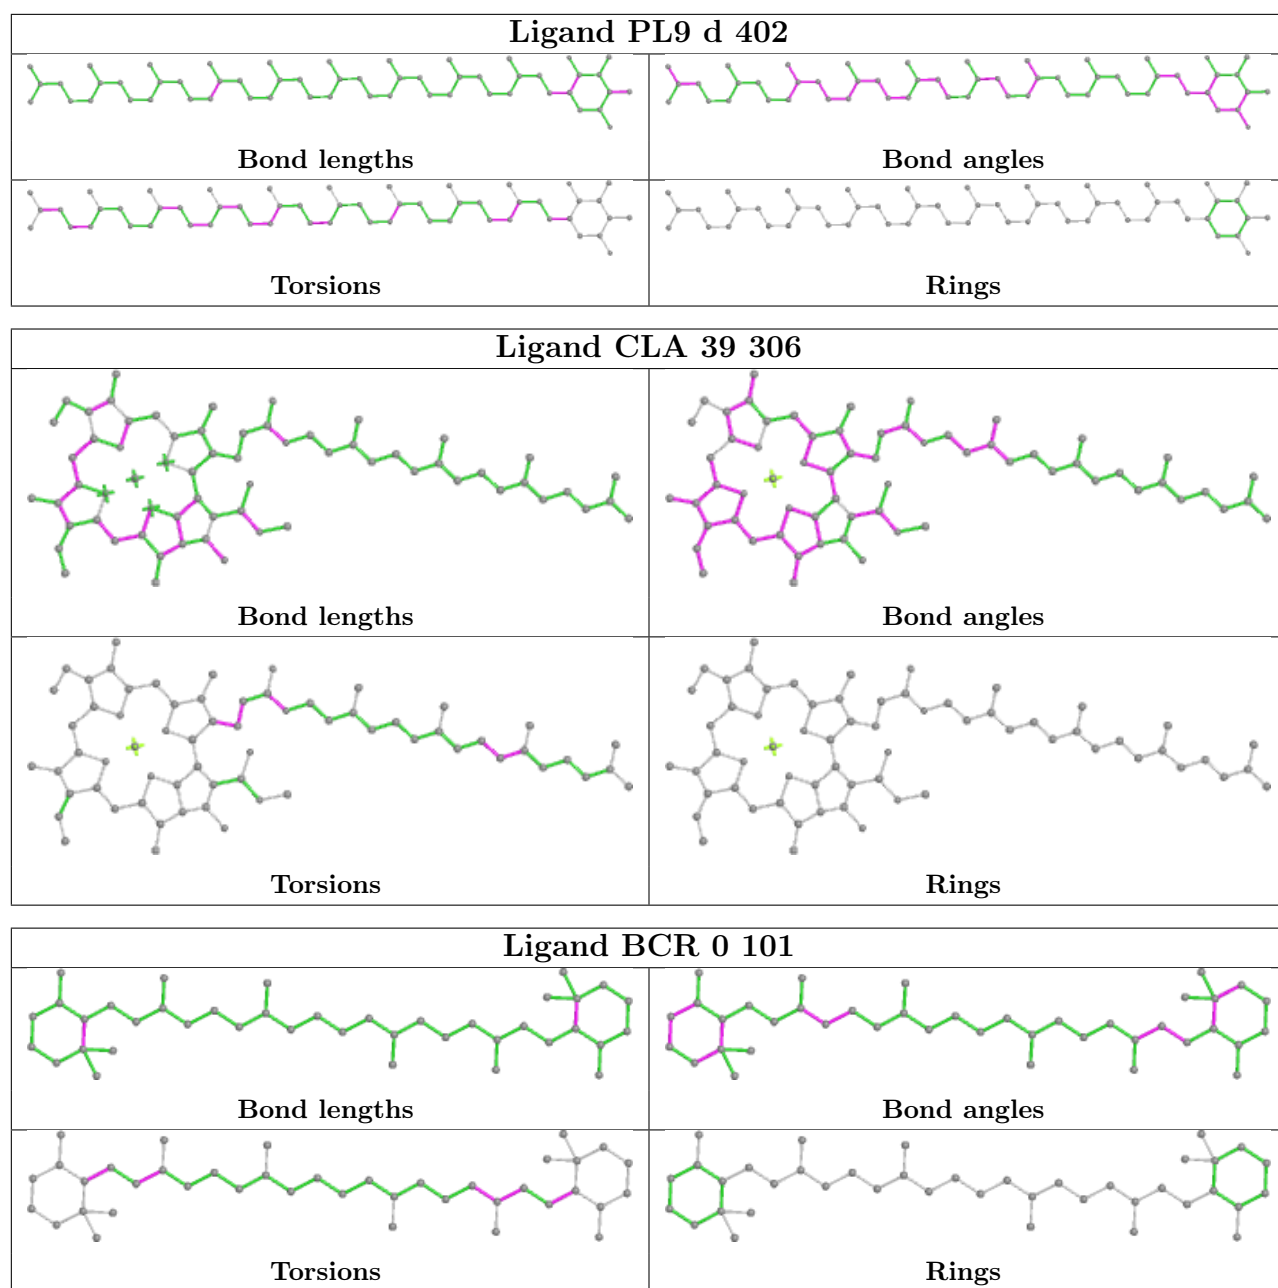 Ligand PL9 d 402
Bond lengths
Bond angles
Torsions
Rings
Ligand CLA 39 306
Bond lengths
Bond angles
Torsions
Rings
Ligand BCR 0 101
Bond lengths
Bond angles
Torsions
Rings